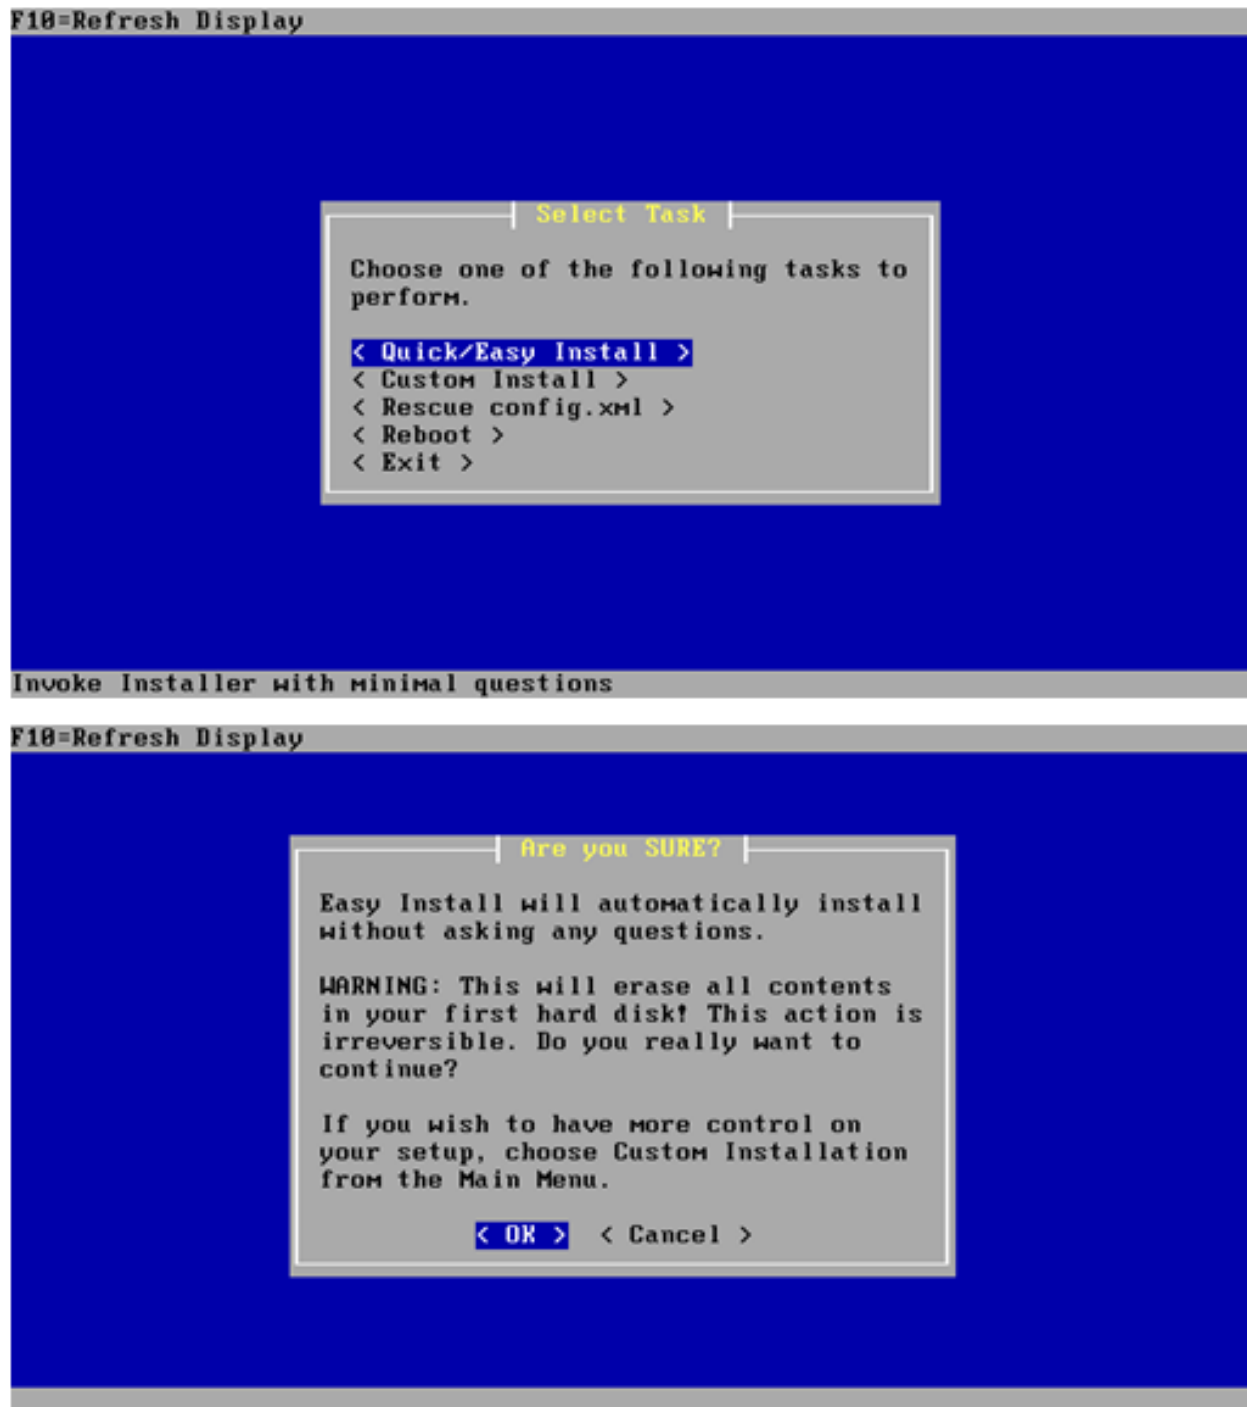 F10=Refresh Display
Select Task
Choose one of the following tasks to
perform.
< Quick/Easy Install >
< Custom Install >
< Rescue config.xml >
< Reboot >
< Exit >
Invoke Installer with minimal questions
F10=Refresh Display
Are you SURE?
Easy Install will automatically install
without asking any questions.
WARNING: This will erase all contents
in your first hard disk! This action is
irreversible. Do you really want to
continue?
If you wish to have more control on
your setup, choose Custom Installation
from the Main Menu.
< OK > < Cancel >